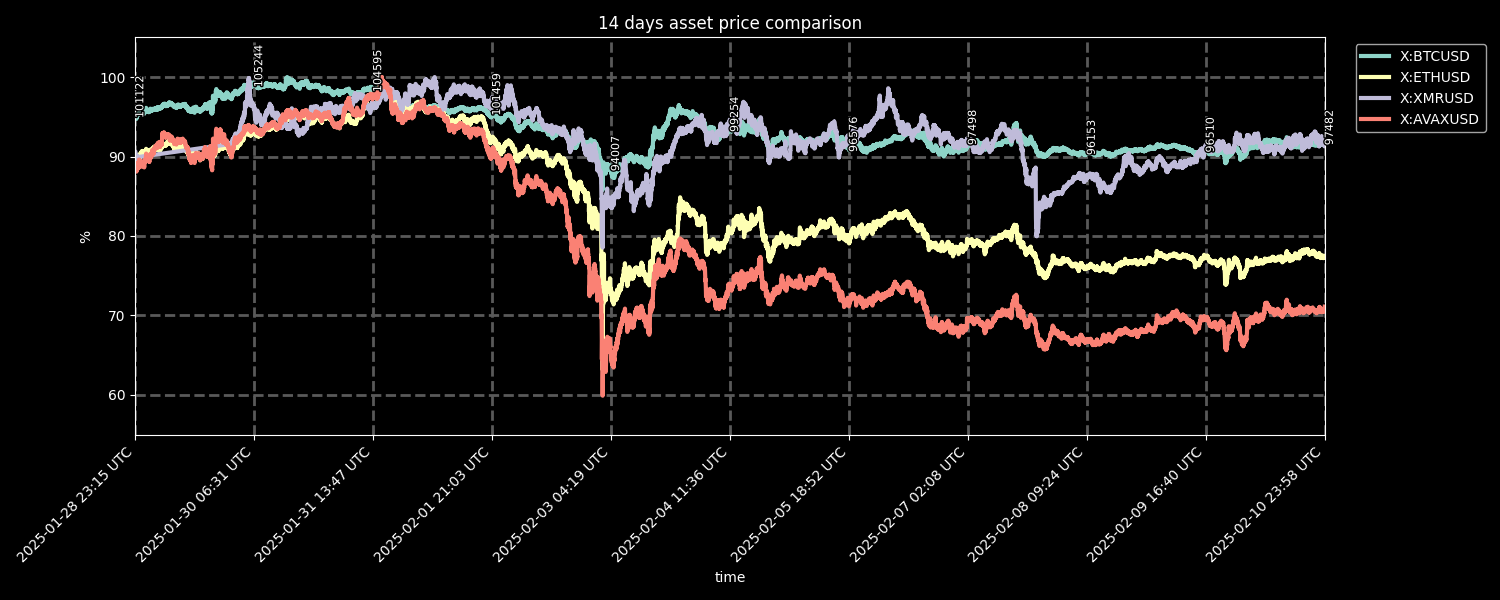 14 days asset price comparison
X:BTCUSD
X:ETHUSD
X:XMRUSD
X:AVAXUSD
100
90
80
70
60
%
101122
105244
104595
101459
94007
99254
96576
97498
96153
96510
97482
2025-01-28 23:15 UTC
2025-01-30 06:31 UTC
2025-01-31 13:47 UTC
2025-02-01 21:03 UTC
2025-02-03 04:19 UTC
2025-02-04 11:36 UTC
2025-02-05 18:52 UTC
2025-02-07 02:08 UTC
2025-02-08 09:24 UTC
2025-02-09 16:40 UTC
2025-02-10 23:58 UTC
time